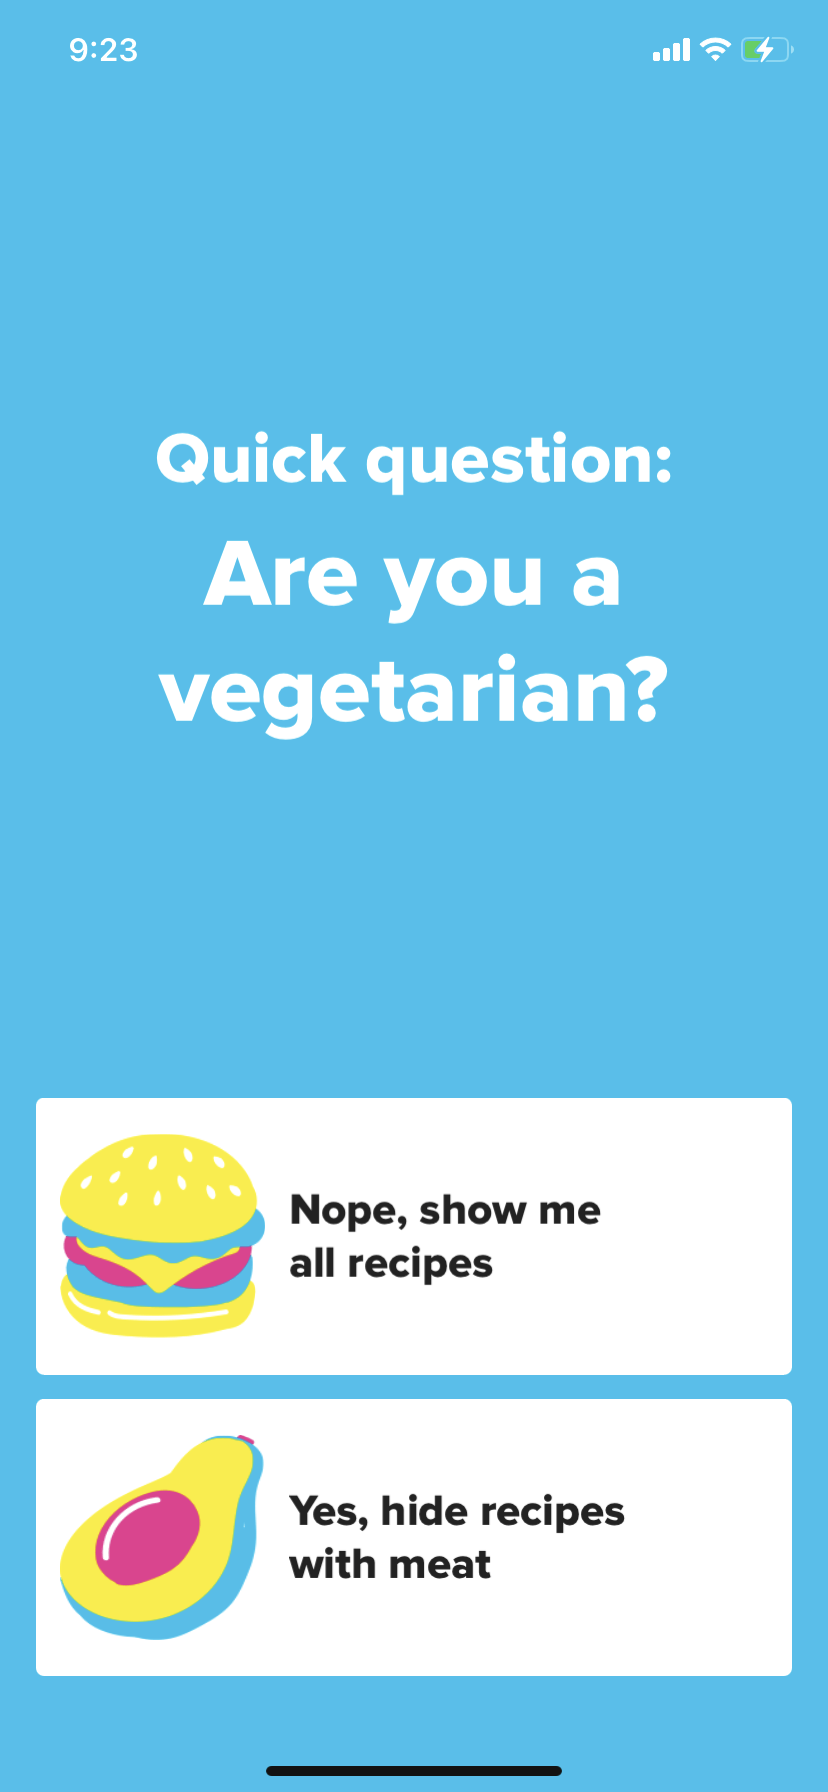 9:23
Quick question:
Are you a
vegetarian?
Nope, show me
all recipes
Yes, hide recipes
with meat